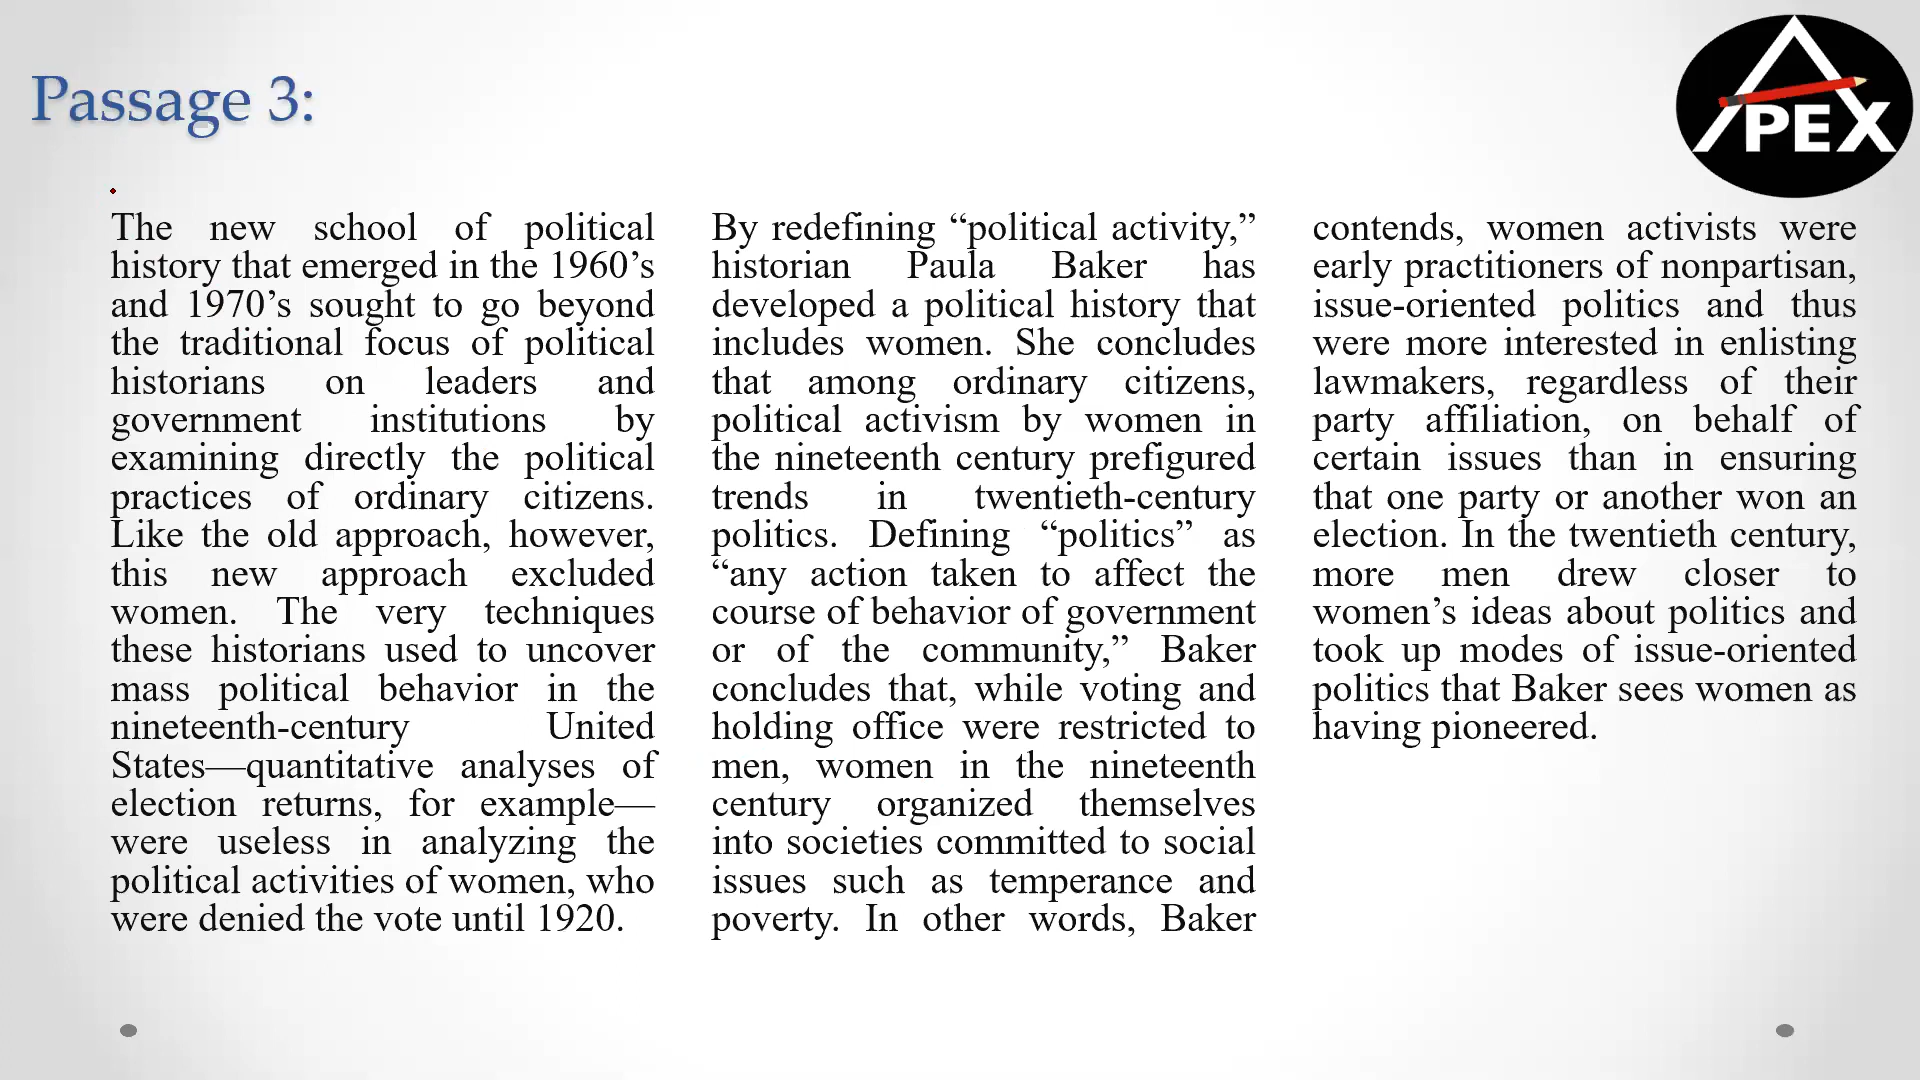 Passage 3:
PEX
The new school of political
history that emerged in the 1960’s
and 1970’s sought to go beyond
the traditional focus of political
historians on leaders and
government institutions by
examining directly the political
practices of ordinary citizens.
Like the old approach, however,
this new approach excluded
women. The very techniques
these historians used to uncover
mass political behavior in the
nineteenth-century United
States—quantitative analyses of
election returns, for example—
were useless in analyzing the
political activities of women, who
were denied the vote until 1920.
By redefining “political activity,”
historian Paula Baker has
developed a political history that
includes women. She concludes
that among ordinary citizens,
political activism by women in
the nineteenth century prefigured
trends in twentieth-century
politics. Defining “politics” as
“any action taken to affect the
course of behavior of government
or of the community,” Baker
concludes that, while voting and
holding office were restricted to
men, women in the nineteenth
century organized themselves
into societies committed to social
issues such as temperance and
poverty. In other words, Baker
contends, women activists were
early practitioners of nonpartisan,
issue-oriented politics and thus
were more interested in enlisting
lawmakers, regardless of their
party affiliation, on behalf of
certain issues than in ensuring
that one party or another won an
election. In the twentieth century,
more men drew closer to
women’s ideas about politics and
took up modes of issue-oriented
politics that Baker sees women as
having pioneered.